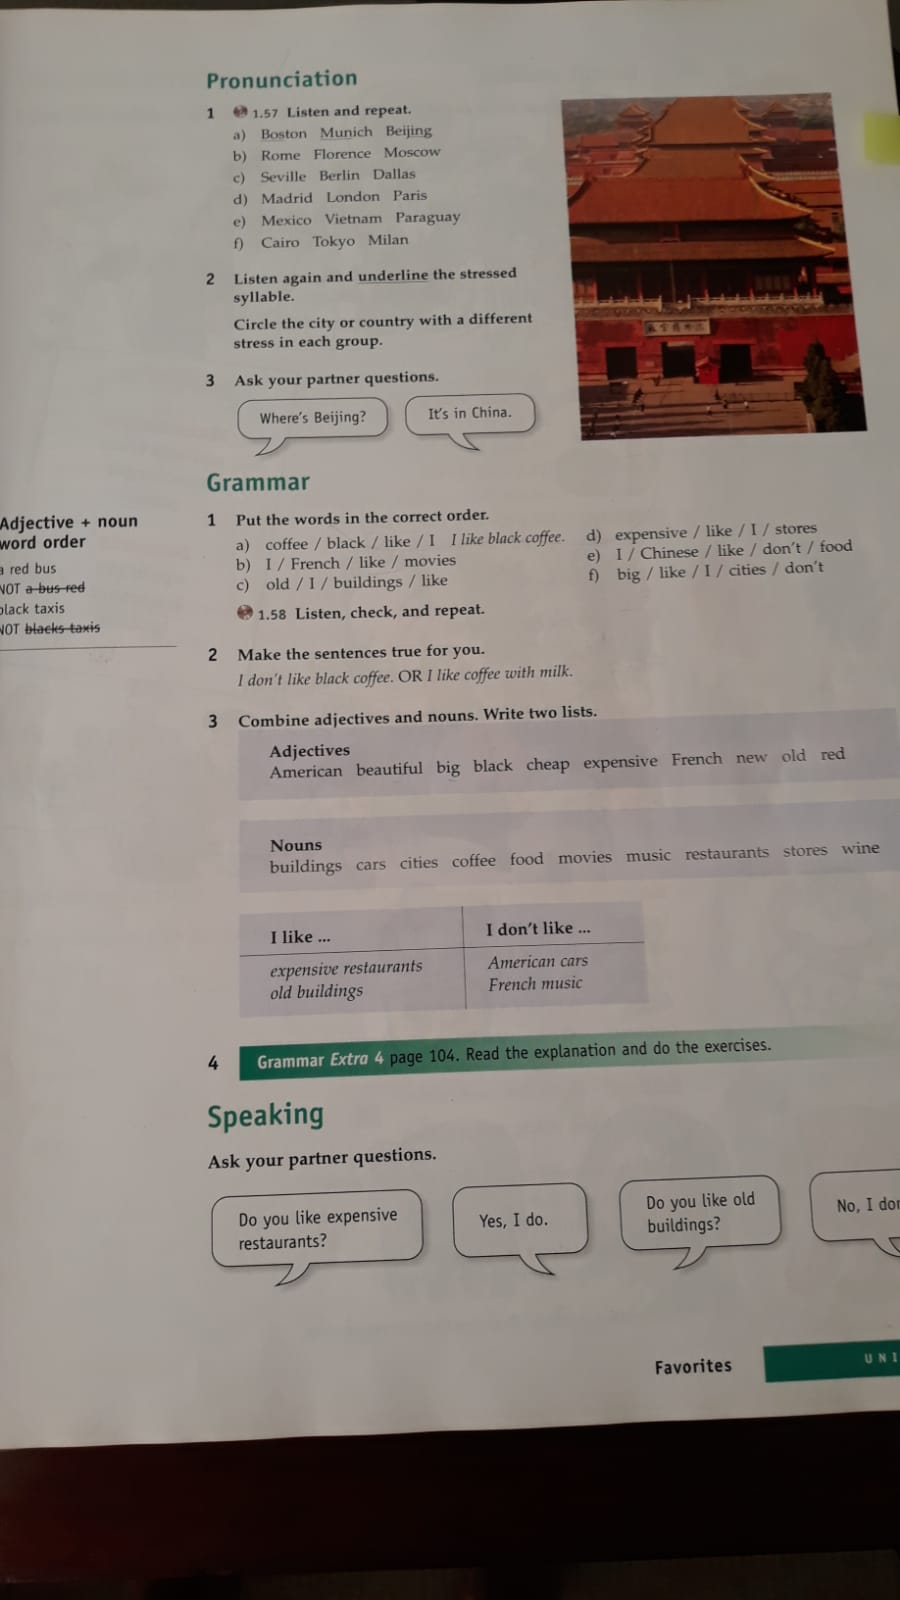 Pronunciation
1 1.57 Listen and repeat.
a) Boston Munich Beijing
b) Rome Florence Moscow
c) Seville Berlin Dallas
d) Madrid London Paris
e) Mexico Vietnam Paraguay
f) Cairo Tokyo Milan
2 Listen again and underline the stressed
syllable.
Circle the city or country with a different
stress in each group.
3 Ask your partner questions.
Where's Beijing?
It's in China.
Grammar
Adjective + noun
word order
a red bus
NOT a bus red
black taxis
NOT blacks taxis
1 Put the words in the correct order.
a) coffee / black / like / I I like black coffee.
b) I / French / like / movies
c) old / I / buildings / like
d) expensive / like / I / stores
e) I / Chinese / like / don't / food
f) big / like / I / cities / don't
1.58 Listen, check, and repeat.
2 Make the sentences true for you.
I don't like black coffee. OR I like coffee with milk.
3 Combine adjectives and nouns. Write two lists.
Adjectives
American beautiful big black cheap expensive French new old red
Nouns
buildings cars cities coffee food movies music restaurants stores wine
I like ...
expensive restaurants
old buildings
I don't like ...
American cars
French music
4 Grammar Extra 4 page 104. Read the explanation and do the exercises.
Speaking
Ask your partner questions.
Do you like expensive
restaurants?
Yes, I do.
Do you like old
buildings?
No, I do
Favorites
UNI